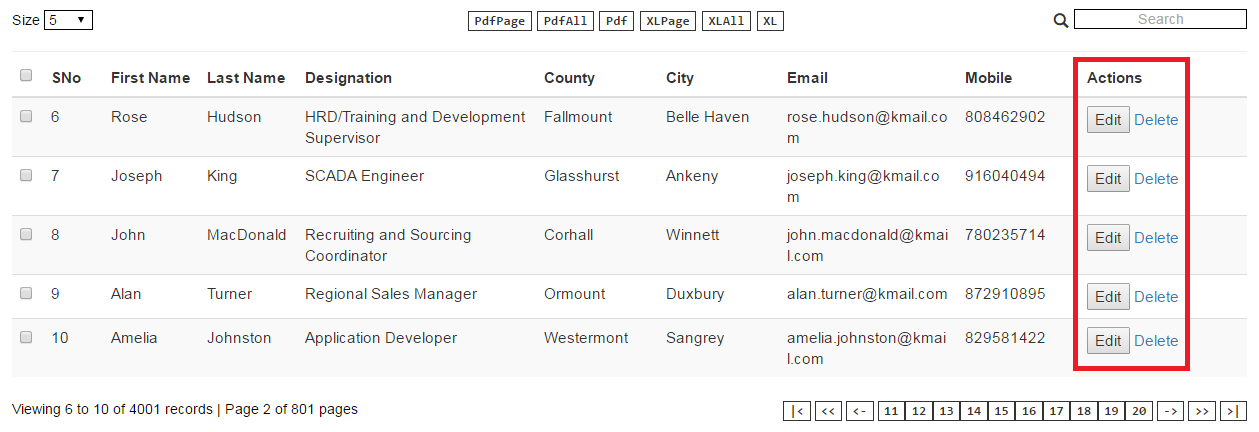 Size 5 PdfPage PdfAll Pdf XLPage XLAll XL Search
SNo First Name Last Name Designation County City Email Mobile Actions
6 Rose Hudson HRD/Training and Development Fallmount Belle Haven rose.hudson@kmail.co 808462902 Edit Delete
Supervisor m
7 Joseph King SCADA Engineer Glasshurst Ankeny joseph.king@kmail.co 916040494 Edit Delete
m
8 John MacDonald Recruiting and Sourcing Corhall Winnett john.macdonald@kmai 780235714 Edit Delete
Coordinator l.com
9 Alan Turner Regional Sales Manager Ormount Duxbury alan.turner@kmail.com 872910895 Edit Delete
10 Amelia Johnston Application Developer Westermont Sangrey amelia.johnston@kmai 829581422 Edit Delete
l.com
Viewing 6 to 10 of 4001 records | Page 2 of 801 pages |< << <- 11 12 13 14 15 16 17 18 19 20 -> >> >|